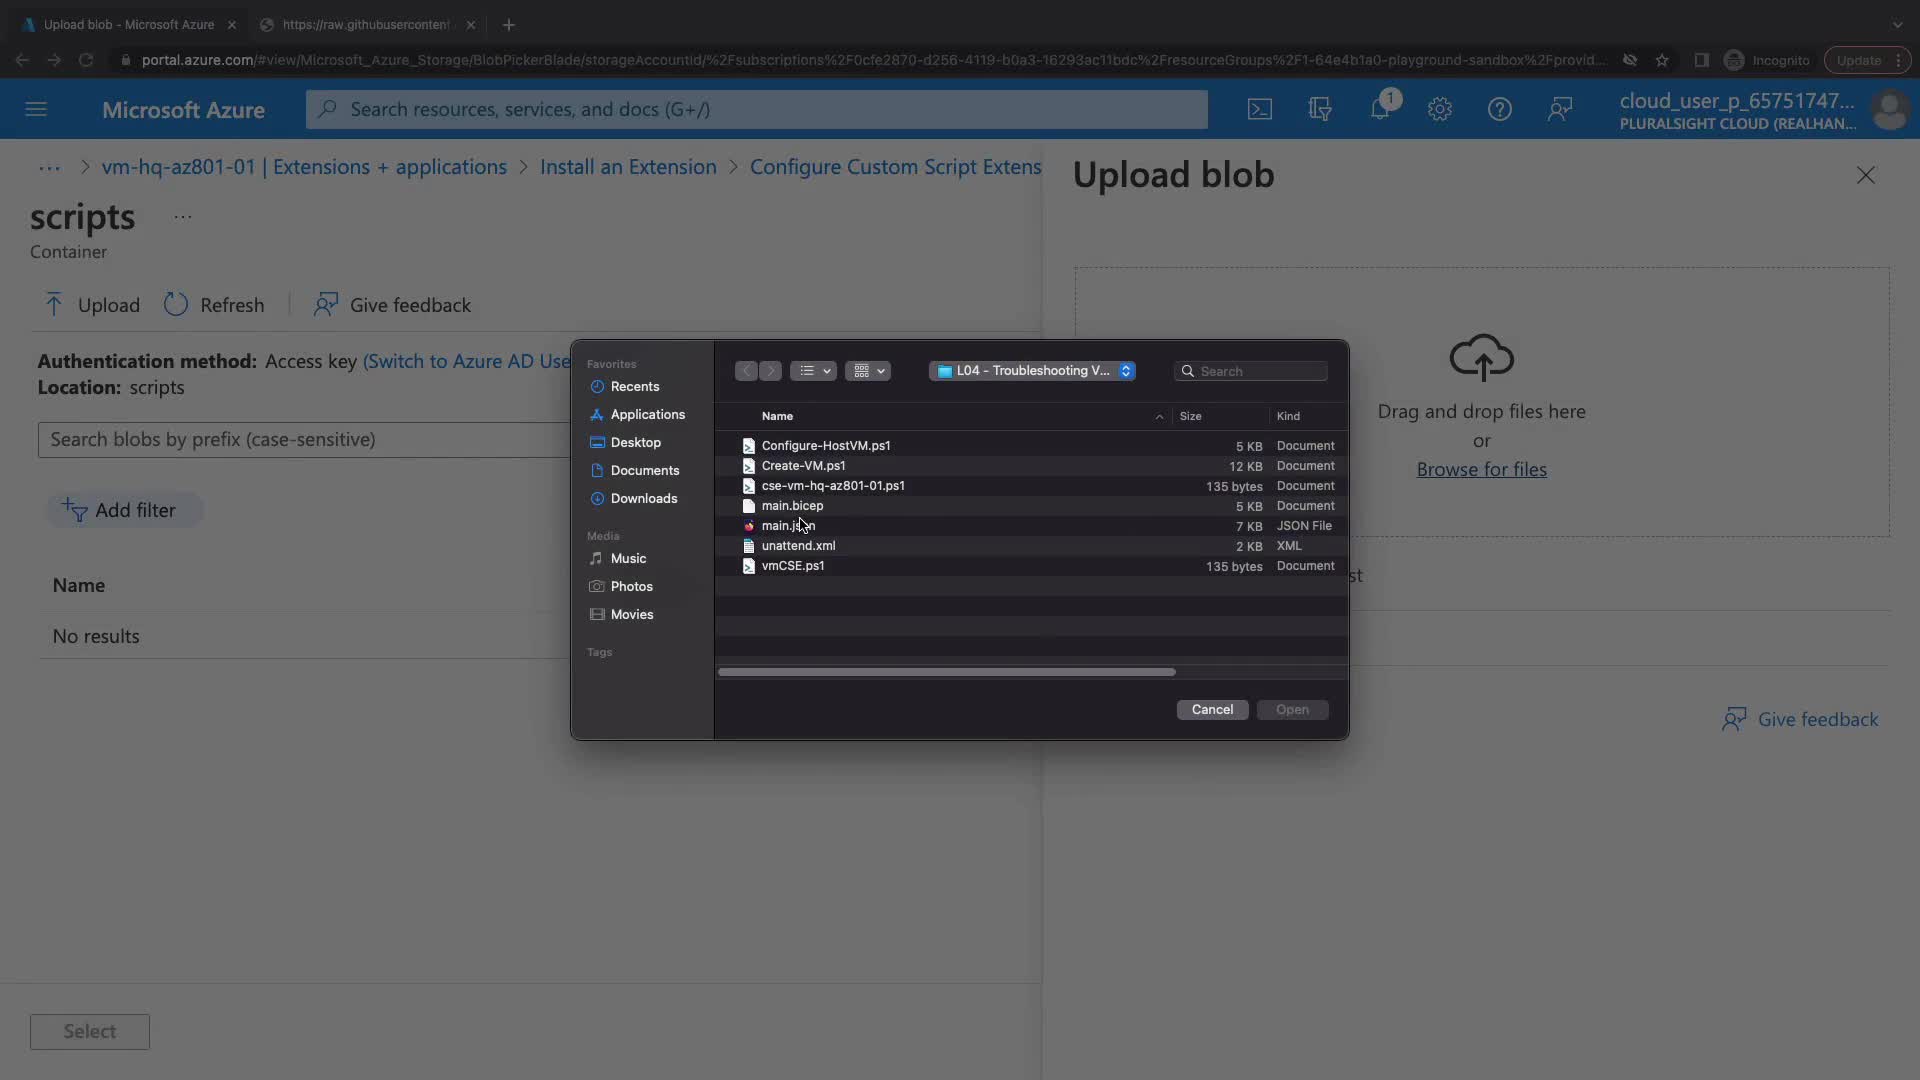 Upload blob - Microsoft Azure
https://raw.githubusercontent
portal.azure.com/#view/Microsoft_Azure_Storage/BlobPickerBlade/storageAccountId/%2Fsubscriptions%2F0cfe2870-d256-4119-b0a3-16293ac11bdc%2FresourceGroups%2F1-64e4b1a0-playground-sandbox%2Fprovid...
Incognito
Update
Microsoft Azure
Search resources, services, and docs (G+/)
1
cloud_user_p_65751747...
PLURALSIGHT CLOUD (REALHAN...
... > vm-hq-az801-01 | Extensions + applications > Install an Extension > Configure Custom Script Extens
Upload blob
scripts ...
Container
Upload
Refresh
Give feedback
Authentication method: Access key (Switch to Azure AD Use
Location: scripts
Search blobs by prefix (case-sensitive)
Add filter
Name
No results
Select
Drag and drop files here
or
Browse for files
st
Give feedback
Favorites
Recents
Applications
Desktop
Documents
Downloads
Media
Music
Photos
Movies
Tags
L04 - Troubleshooting V...
Search
Name Size Kind
Configure-HostVM.ps1 5 KB Document
Create-VM.ps1 12 KB Document
cse-vm-hq-az801-01.ps1 135 bytes Document
main.bicep 5 KB Document
main.json 7 KB JSON File
unattend.xml 2 KB XML
vmCSE.ps1 135 bytes Document
Cancel
Open